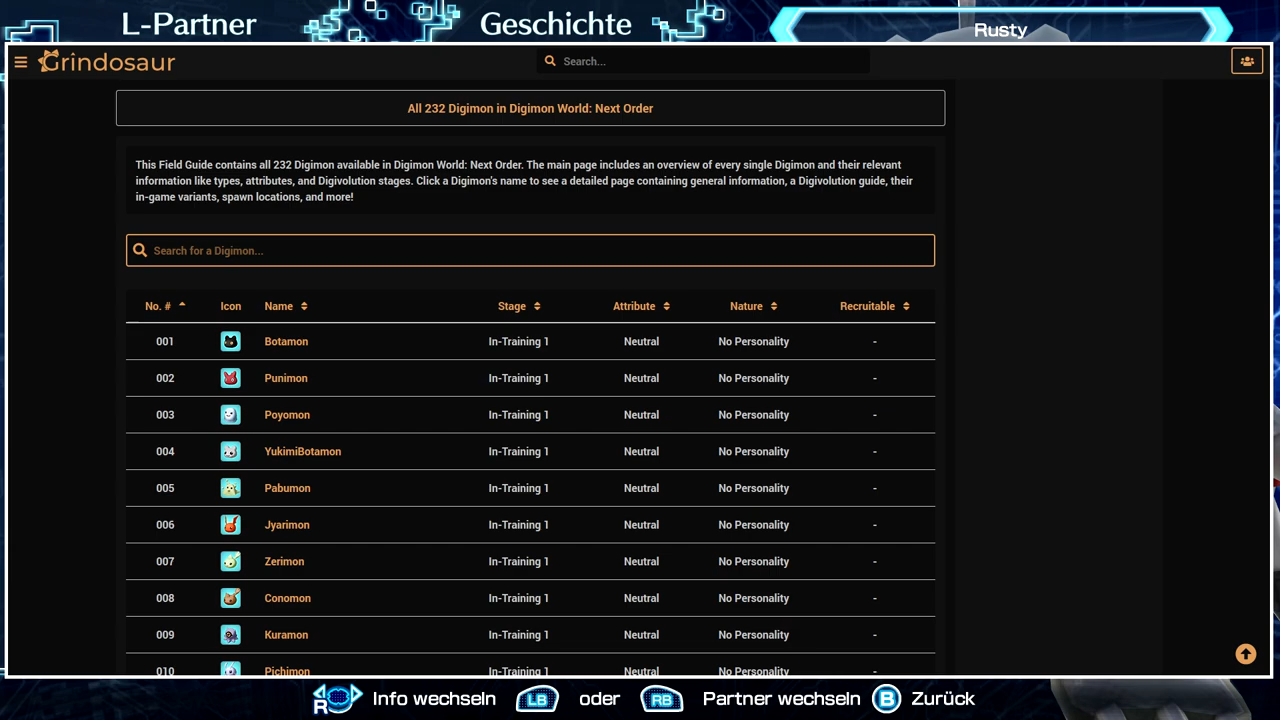 L-Partner
Geschichte
Rusty
Grindosaur
Search...
All 232 Digimon in Digimon World: Next Order
This Field Guide contains all 232 Digimon available in Digimon World: Next Order. The main page includes an overview of every single Digimon and their relevant
information like types, attributes, and Digivolution stages. Click a Digimon's name to see a detailed page containing general information, a Digivolution guide, their
in-game variants, spawn locations, and more!
Search for a Digimon...
No. # Icon Name Stage Attribute Nature Recruitable
001 Botamon In-Training 1 Neutral No Personality -
002 Punimon In-Training 1 Neutral No Personality -
003 Poyomon In-Training 1 Neutral No Personality -
004 YukimiBotamon In-Training 1 Neutral No Personality -
005 Pabumon In-Training 1 Neutral No Personality -
006 Jyarimon In-Training 1 Neutral No Personality -
007 Zerimon In-Training 1 Neutral No Personality -
008 Conomon In-Training 1 Neutral No Personality -
009 Kuramon In-Training 1 Neutral No Personality -
010 Pichimon In-Training 1 Neutral No Personality -
R Info wechseln LB oder RB Partner wechseln B Zurück